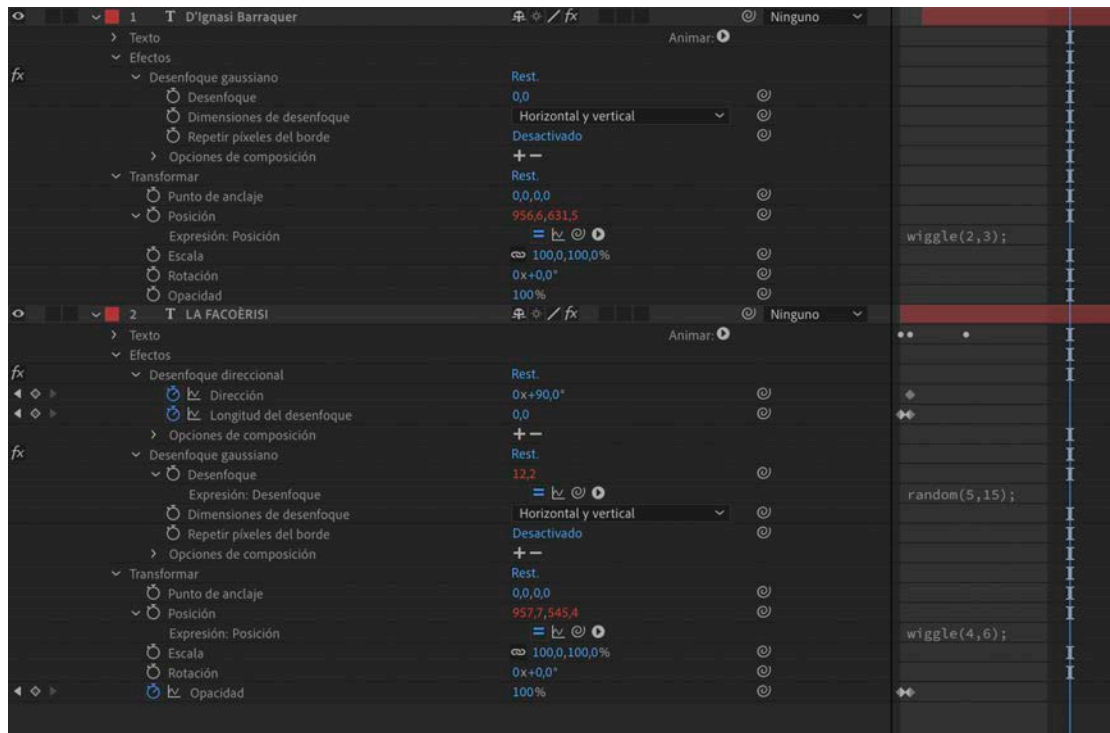 1 T D'Ignasi Barraquer fx Ninguno
Texto Animar:
Efectos
fx Desenfoque gaussiano Rest.
Desenfoque 0,0
Dimensiones de desenfoque Horizontal y vertical
Repetir píxeles del borde Desactivado
Opciones de composición
Transformar Rest.
Punto de anclaje 0,0,0,0
Posición 956,6,631,5
Expresión: Posición wiggle(2,3);
Escala 100,0,100,0%
Rotación 0x+0,0°
Opacidad 100%
2 T LA FACOÈRISI fx Ninguno
Texto Animar:
Efectos
fx Desenfoque direccional Rest.
Dirección 0x+90,0°
Longitud del desenfoque 0,0
Opciones de composición
fx Desenfoque gaussiano Rest.
Desenfoque 12,2
Expresión: Desenfoque random(5,15);
Dimensiones de desenfoque Horizontal y vertical
Repetir píxeles del borde Desactivado
Opciones de composición
Transformar Rest.
Punto de anclaje 0,0,0,0
Posición 957,7,545,4
Expresión: Posición wiggle(4,6);
Escala 100,0,100,0%
Rotación 0x+0,0°
Opacidad 100%